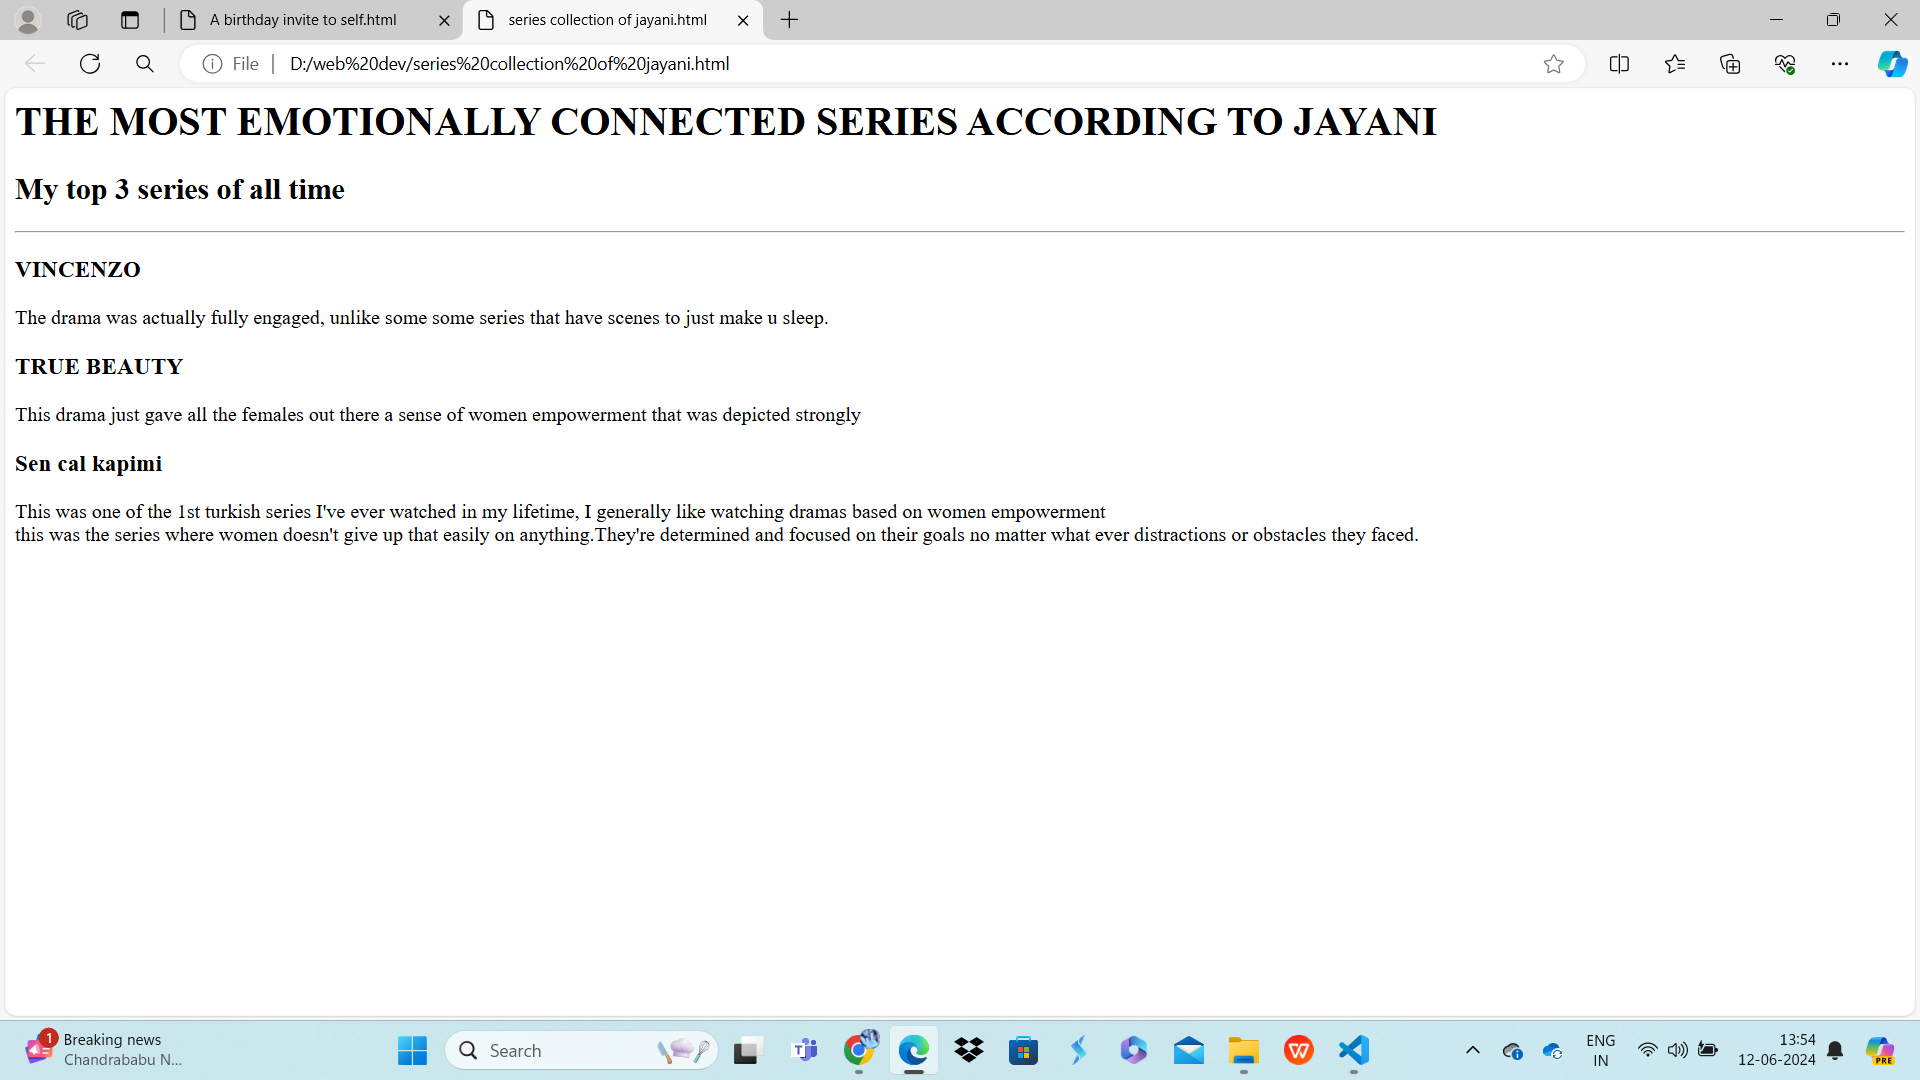 A birthday invite to self.html
series collection of jayani.html
File
D:/web%20dev/series%20collection%20of%20jayani.html
THE MOST EMOTIONALLY CONNECTED SERIES ACCORDING TO JAYANI
My top 3 series of all time
VINCENZO
The drama was actually fully engaged, unlike some some series that have scenes to just make u sleep.
TRUE BEAUTY
This drama just gave all the females out there a sense of women empowerment that was depicted strongly
Sen cal kapimi
This was one of the 1st turkish series I've ever watched in my lifetime, I generally like watching dramas based on women empowerment
this was the series where women doesn't give up that easily on anything.They're determined and focused on their goals no matter what ever distractions or obstacles they faced.
1
Breaking news
Chandrababu N...
Search
ENG
IN
13:54
12-06-2024
PRE